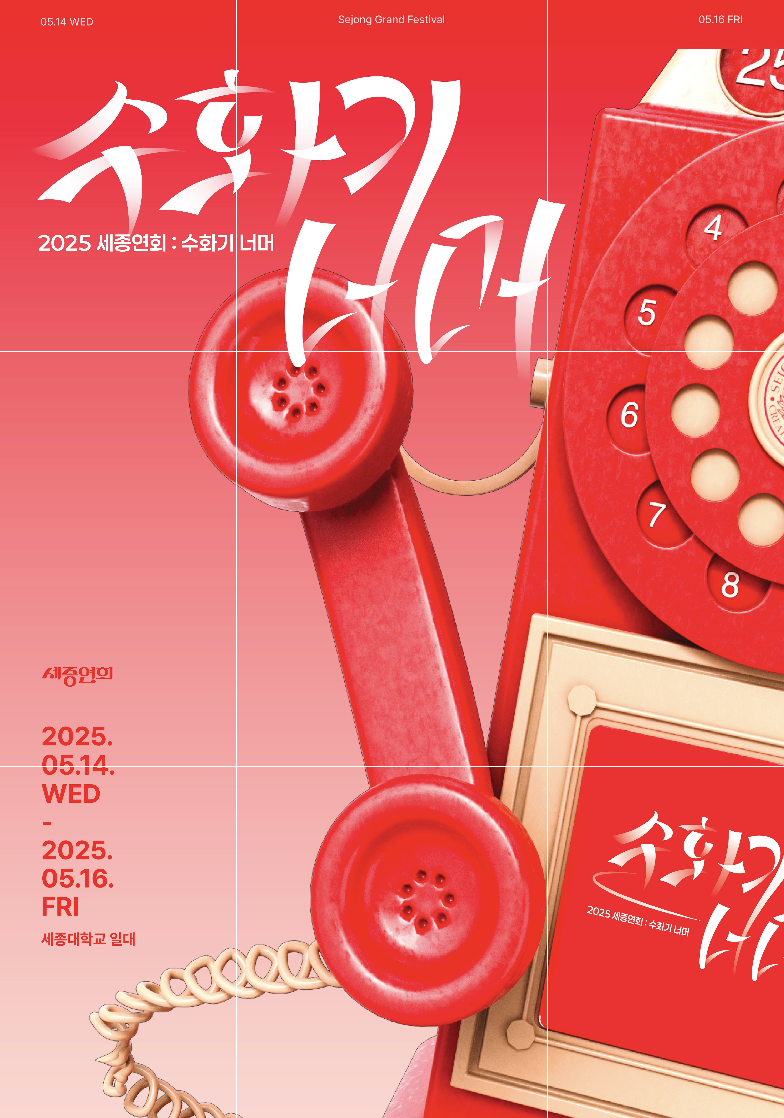 05.14 WED
Sejong Grand Festival
05.16 FRI
25
수화기
너머
2025 세종연회 : 수화기 너머
4
5
6
7
8
세종연회
2025.
05.14.
WED
-
2025.
05.16.
FRI
세종대학교 일대
수화기
2025 세종연회 : 수화기 너머
너머